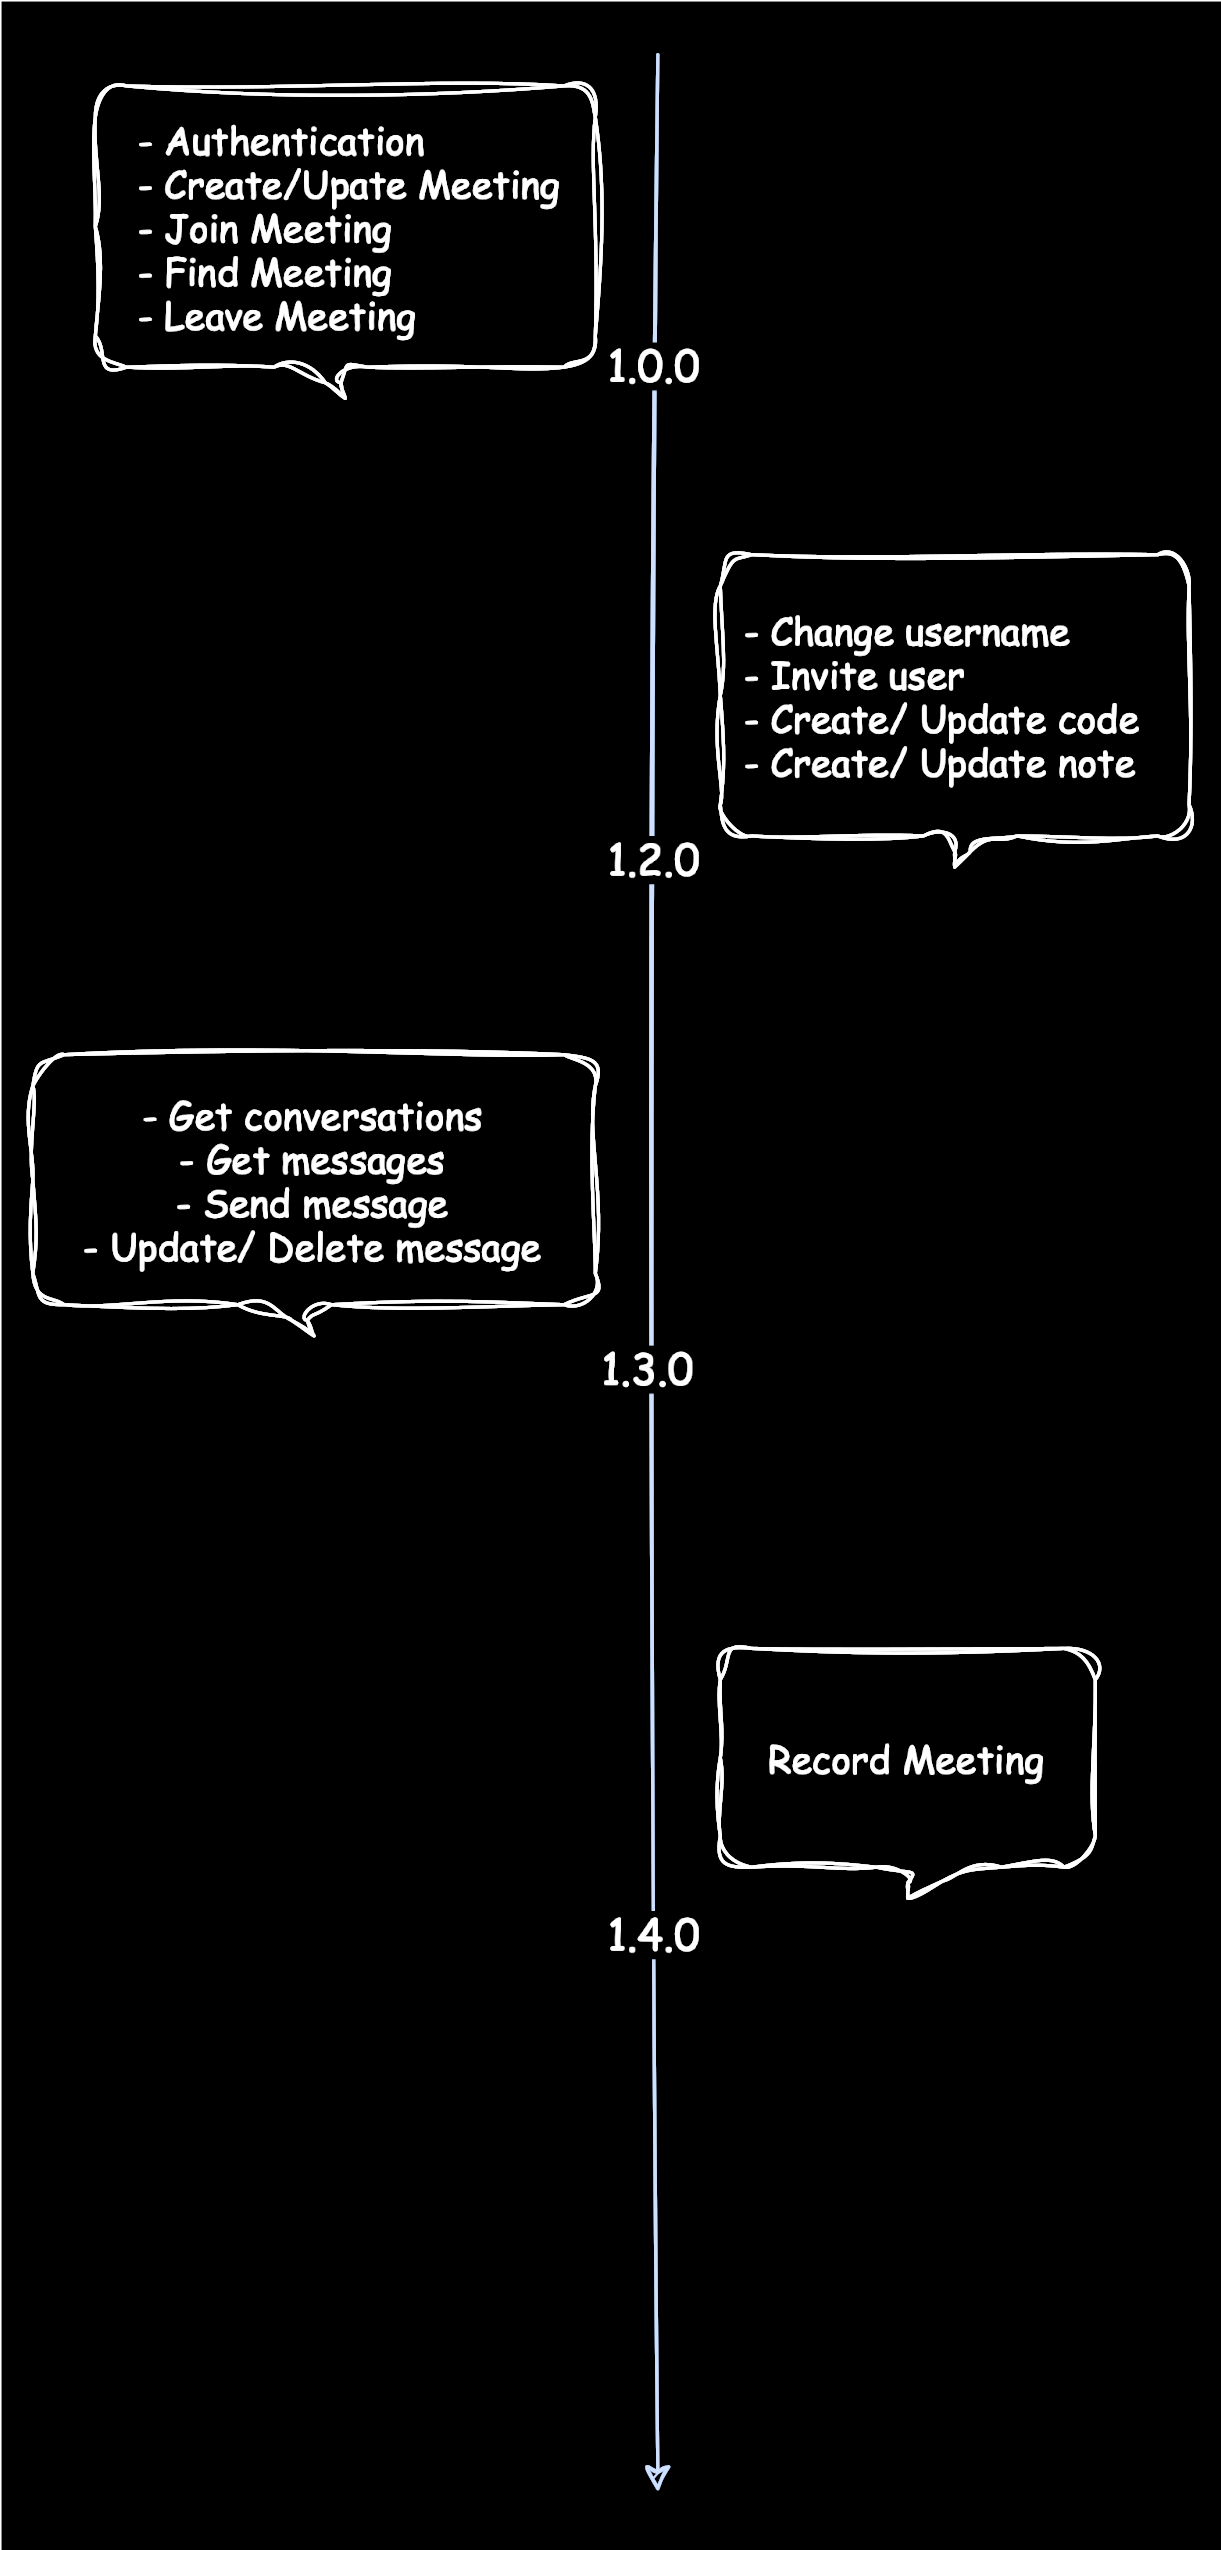 - Authentication
- Create/Upate Meeting
- Join Meeting
- Find Meeting
- Leave Meeting
1.0.0
- Change username
- Invite user
- Create/ Update code
- Create/ Update note
1.2.0
- Get conversations
- Get messages
- Send message
- Update/ Delete message
1.3.0
Record Meeting
1.4.0